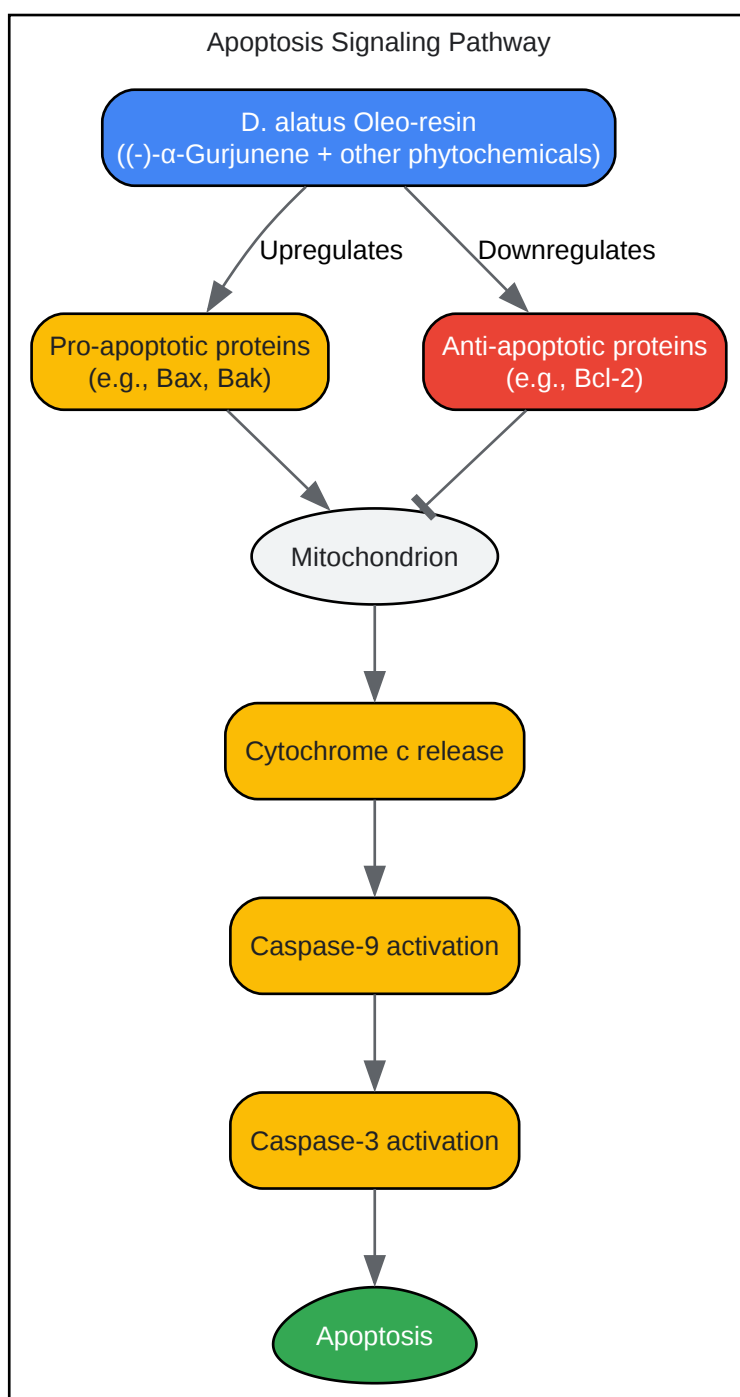 Apoptosis Signaling Pathway
D. alatus Oleo-resin
((-)-α-Gurjunene + other phytochemicals)
Upregulates
Downregulates
Pro-apoptotic proteins
(e.g., Bax, Bak)
Anti-apoptotic proteins
(e.g., Bcl-2)
Mitochondrion
Cytochrome c release
Caspase-9 activation
Caspase-3 activation
Apoptosis